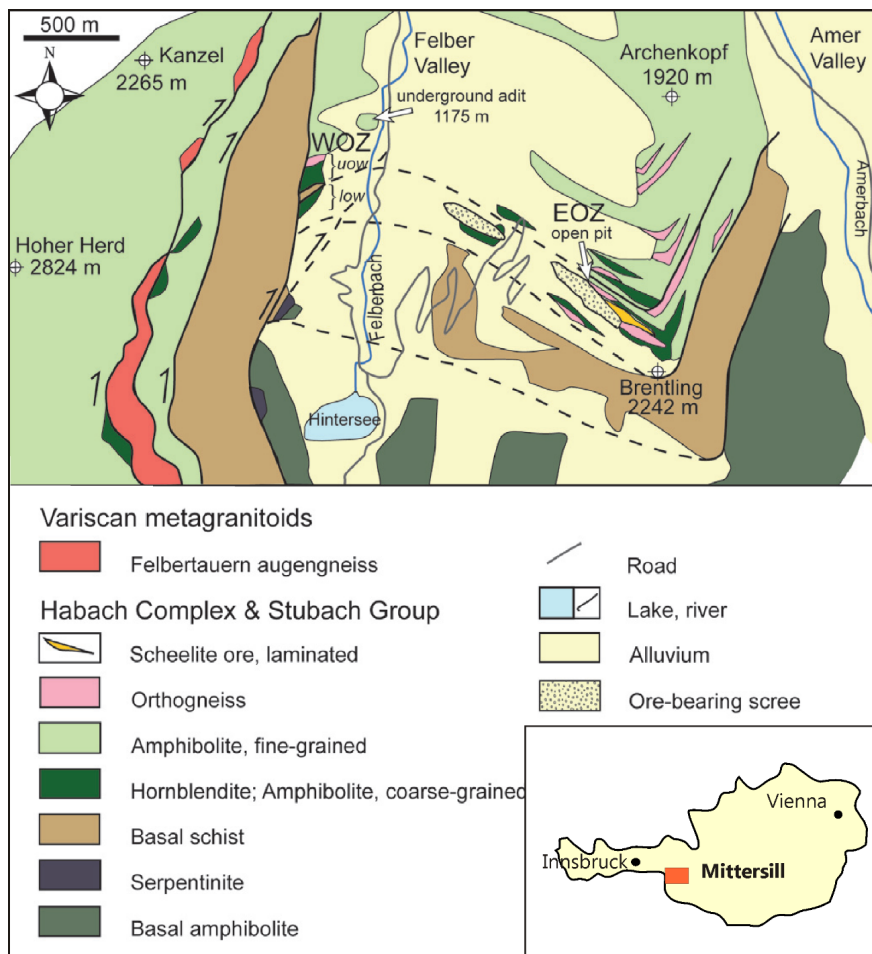 500 m
N
Kanzel
2265 m
Felber
Valley
Archenkopf
1920 m
Amer
Valley
underground adit
1175 m
WOZ
uow
low
EOZ
open pit
Hoher Herd
2824 m
Felberbach
Amerbach
Hintersee
Brentling
2242 m
Variscan metagranitoids
Felbertauern augengneiss
Habach Complex & Stubach Group
Scheelite ore, laminated
Orthogneiss
Amphibolite, fine-grained
Hornblendite; Amphibolite, coarse-grained
Basal schist
Serpentinite
Basal amphibolite
Road
Lake, river
Alluvium
Ore-bearing scree
Vienna
Innsbruck
Mittersill